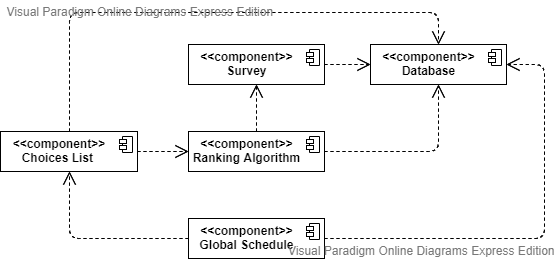 Visual Paradigm Online Diagrams Express Edition
<<component>>
Survey
<<component>>
Database
<<component>>
Choices List
<<component>>
Ranking Algorithm
<<component>>
Global Schedule
Visual Paradigm Online Diagrams Express Edition